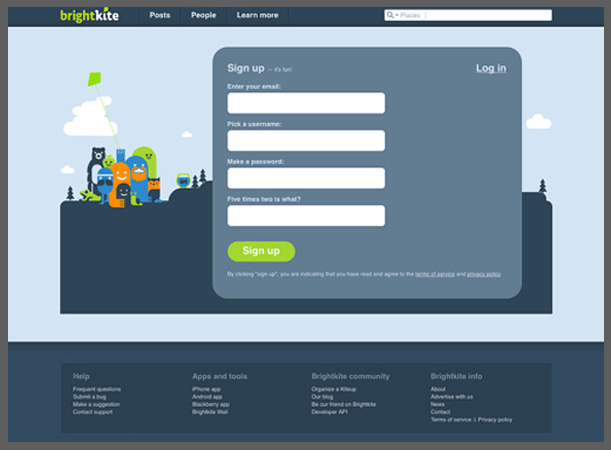 brightkite
Posts People Learn more
Places
Sign up – it's fun!
Log in
Enter your email:
Pick a username:
Make a password:
Five times two is what?
Sign up
By clicking "sign up", you are indicating that you have read and agree to the terms of service and privacy policy.
Help
Frequent questions
Submit a bug
Make a suggestion
Contact support
Apps and tools
iPhone app
Android app
Blackberry app
Brightkite Wall
Brightkite community
Organize a Kiteup
Our blog
Be our friend on Brightkite
Developer API
Brightkite info
About
Advertise with us
News
Contact
Terms of service | Privacy policy